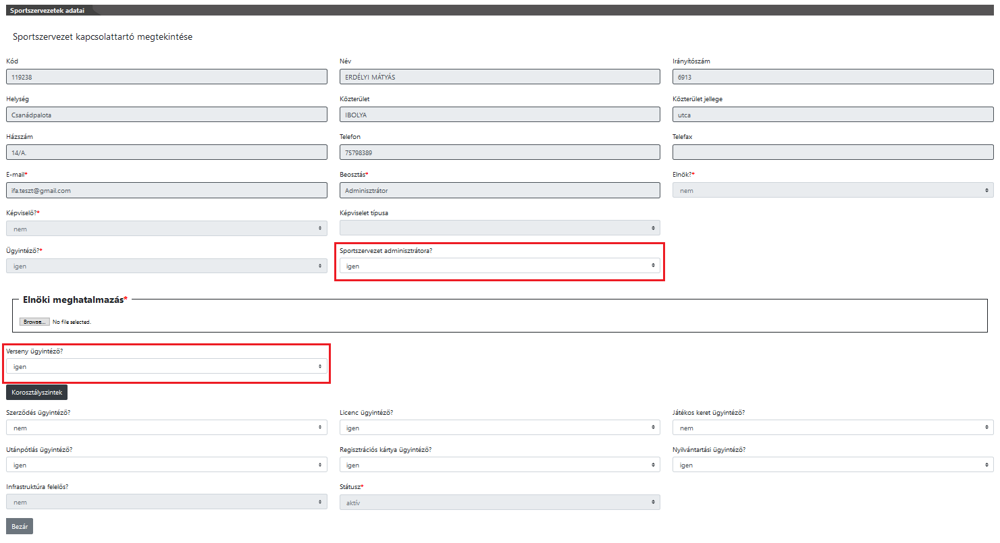 Sportszervezetek adatai
Sportszervezet kapcsolattartó megtekintése
Kód Név Irányítószám
119238 ERDÉLYI MÁTYÁS 6913
Helység Közterület Közterület jellege
Csanádpalota IBOLYA utca
Házszám Telefon Telefax
14/A. 75798389
E-mail* Beosztás* Elnök?*
ifa.teszt@gmail.com Adminisztrátor nem
Képviselő?* Képviselet típusa
nem
Ügyintéző?* Sportszervezet adminisztrátora?
igen igen
Elnöki meghatalmazás*
Browse... No file selected.
Verseny ügyintéző?
igen
Korosztályszintek
Szerződés ügyintéző? Licenc ügyintéző? Játékos keret ügyintéző?
nem igen nem
Utánpótlás ügyintéző? Regisztrációs kártya ügyintéző? Nyilvántartási ügyintéző?
igen igen igen
Infrastruktúra felelős? Státusz*
nem aktív
Bezár